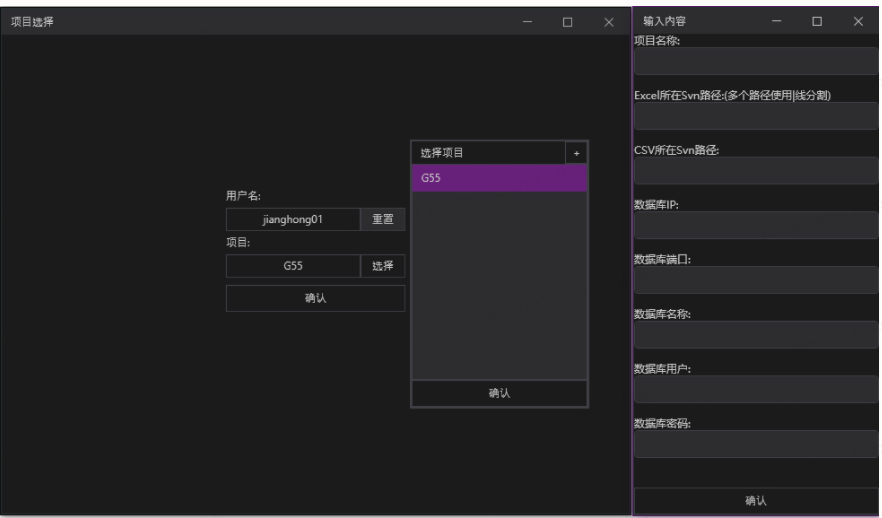 项目选择
用户名:
jianghong01
重置
项目:
G55
选择
确认
选择项目
+
G55
确认
输入内容
项目名称:
Excel所在Svn路径:(多个路径使用|线分割)
CSV所在Svn路径:
数据库IP:
数据库端口:
数据库名称:
数据库用户:
数据库密码:
确认